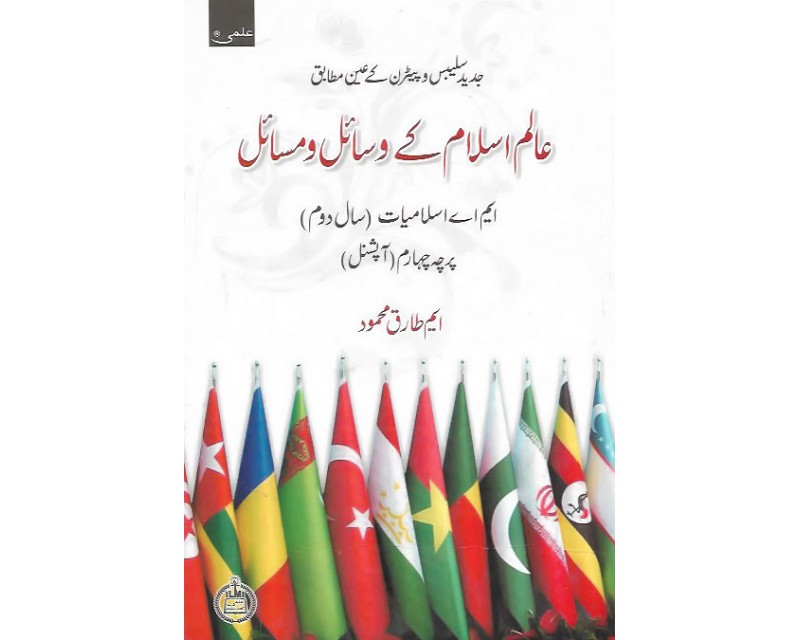 علمی®
جدید سلیبس و پیٹرن کے عین مطابق
عالم اسلام کے وسائل و مسائل
ایم اے اسلامیات (سال دوم)
پرچہ چہارم (آپشنل)
ایم طارق محمود